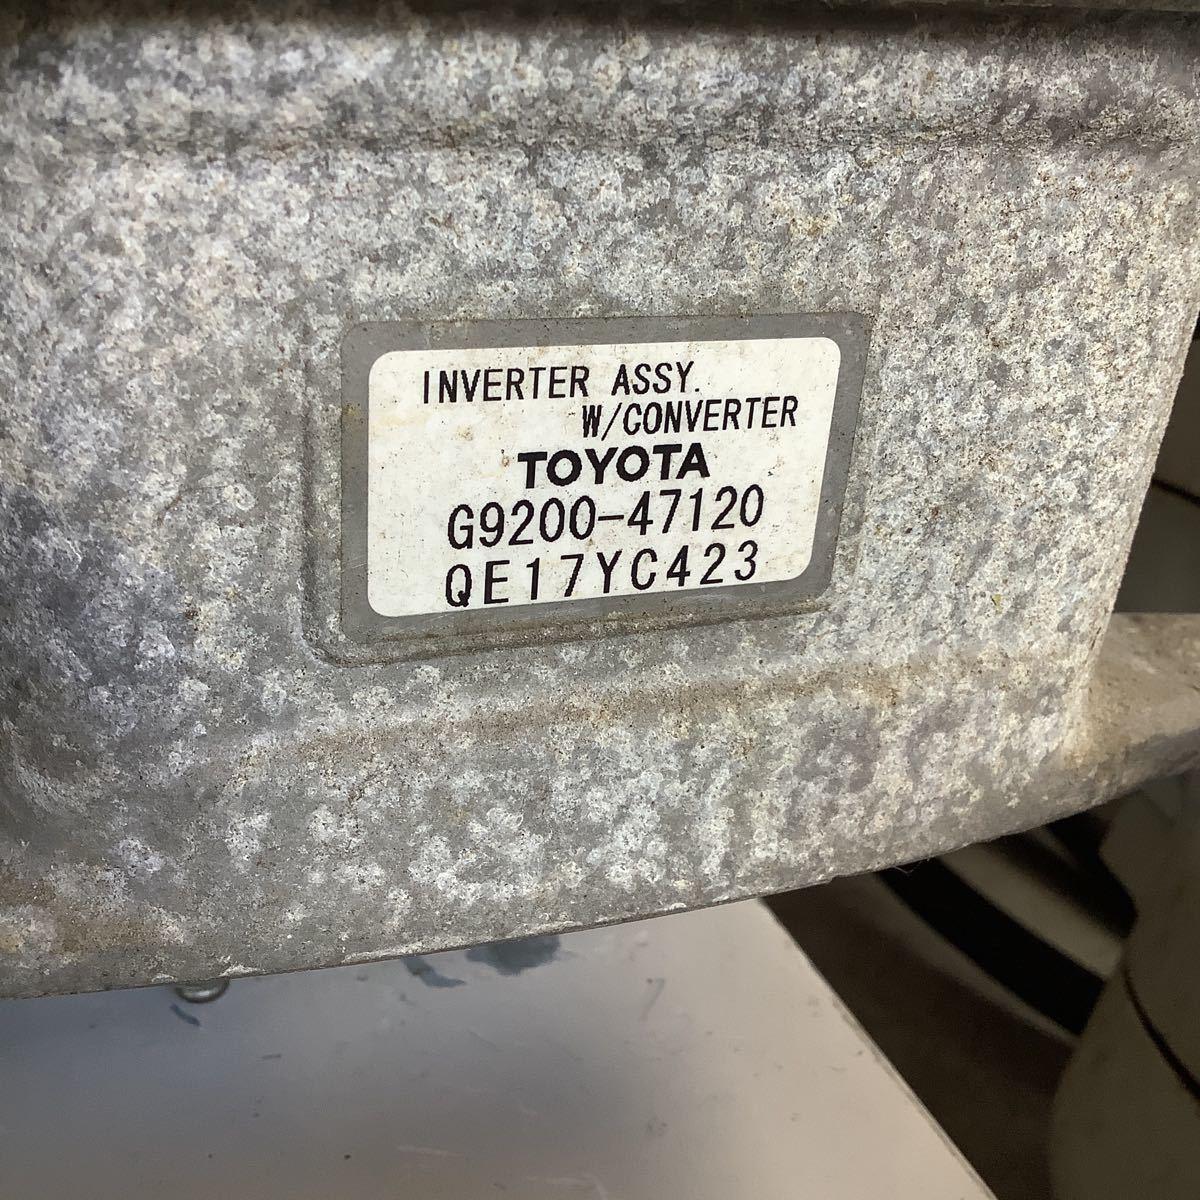 INVERTER ASSY.
W/CONVERTER
TOYOTA
G9200-47120
QE17YC423